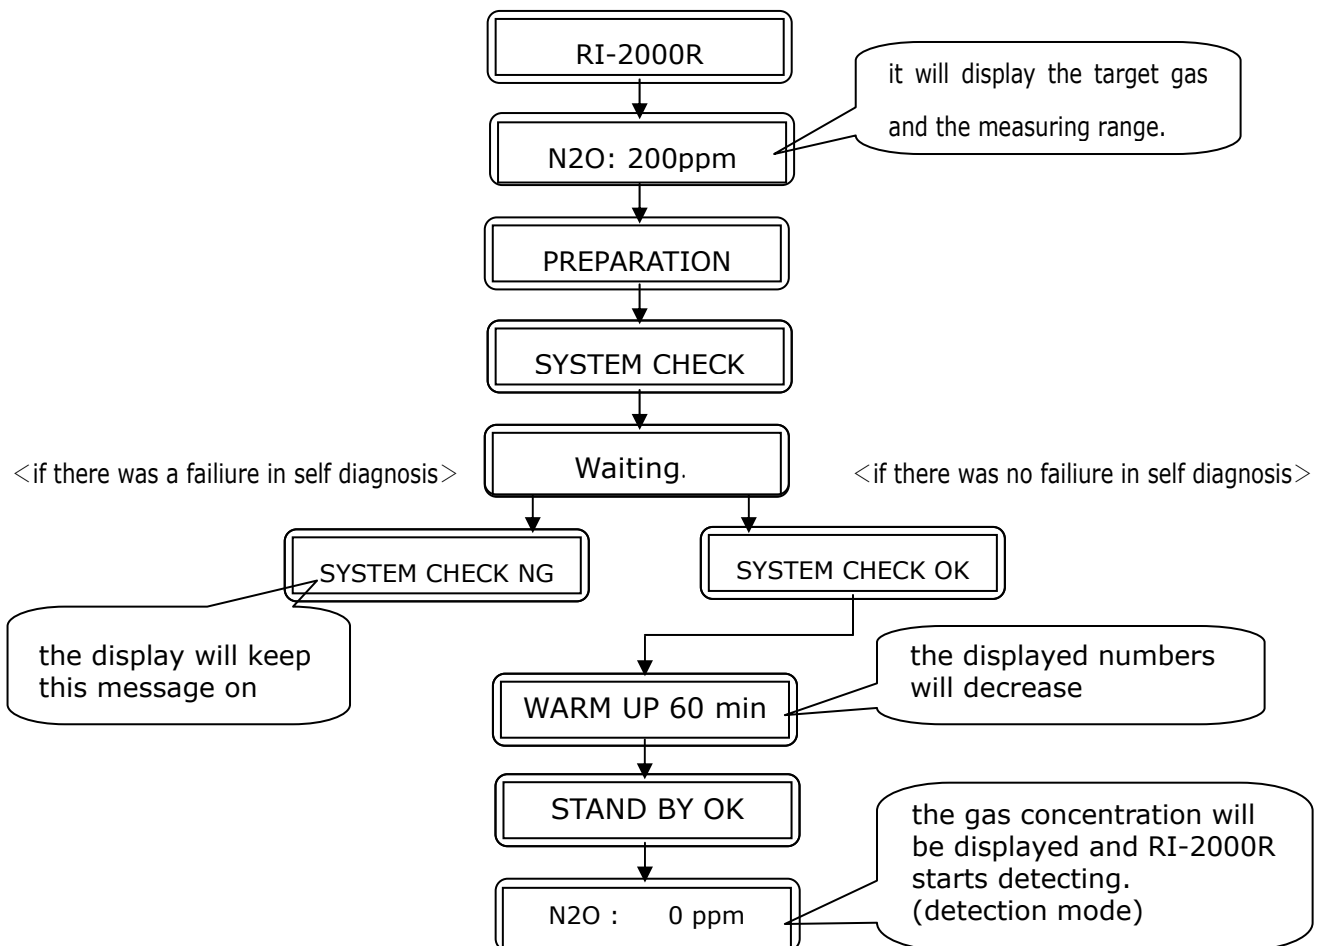 RI-2000R
it will display the target gas
and the measuring range.
N2O: 200ppm
PREPARATION
SYSTEM CHECK
<if there was a failiure in self diagnosis>
Waiting.
<if there was no failiure in self diagnosis>
SYSTEM CHECK NG
SYSTEM CHECK OK
the display will keep
this message on
the displayed numbers
will decrease
WARM UP 60 min
STAND BY OK
the gas concentration will
be displayed and RI-2000R
starts detecting.
(detection mode)
N2O : 0 ppm